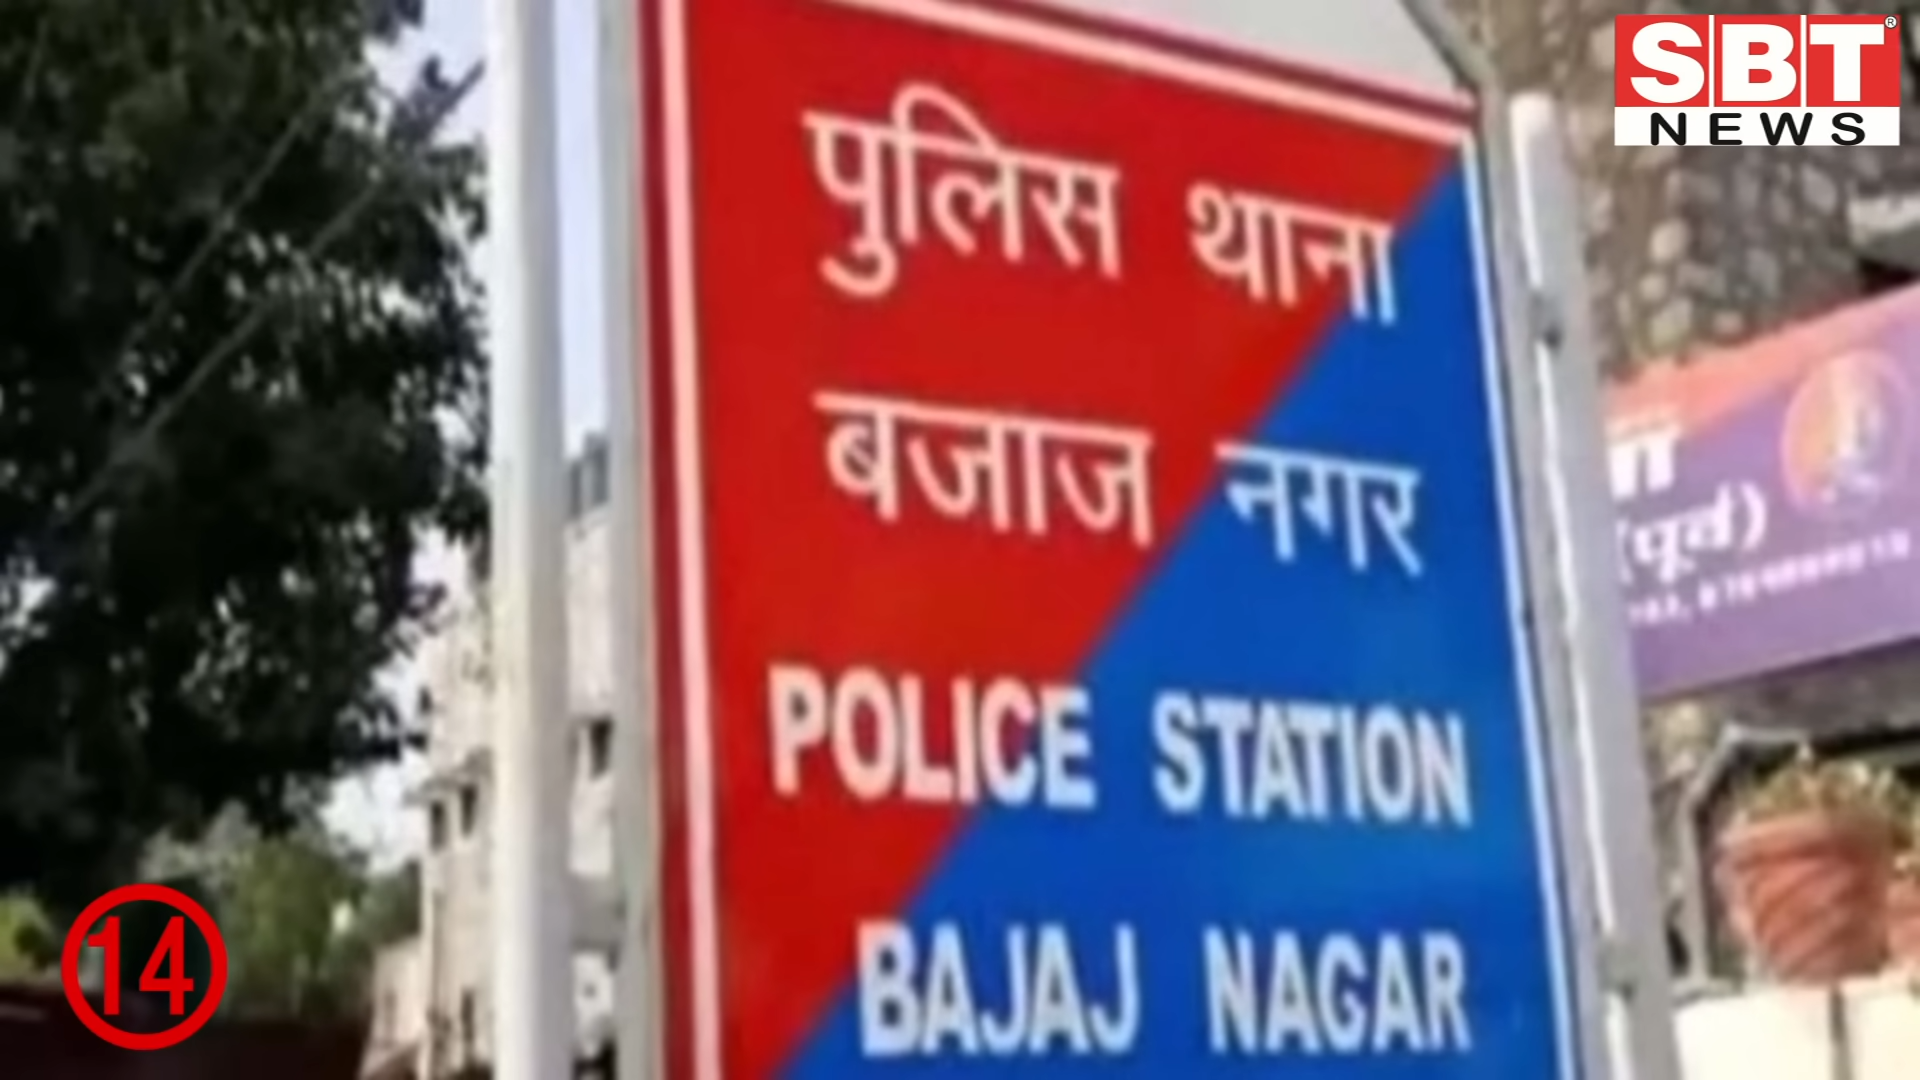 SBT
NEWS
पुलिस थाना
बजाज नगर
POLICE STATION
BAJAJ NAGAR
(पूर्व)
14